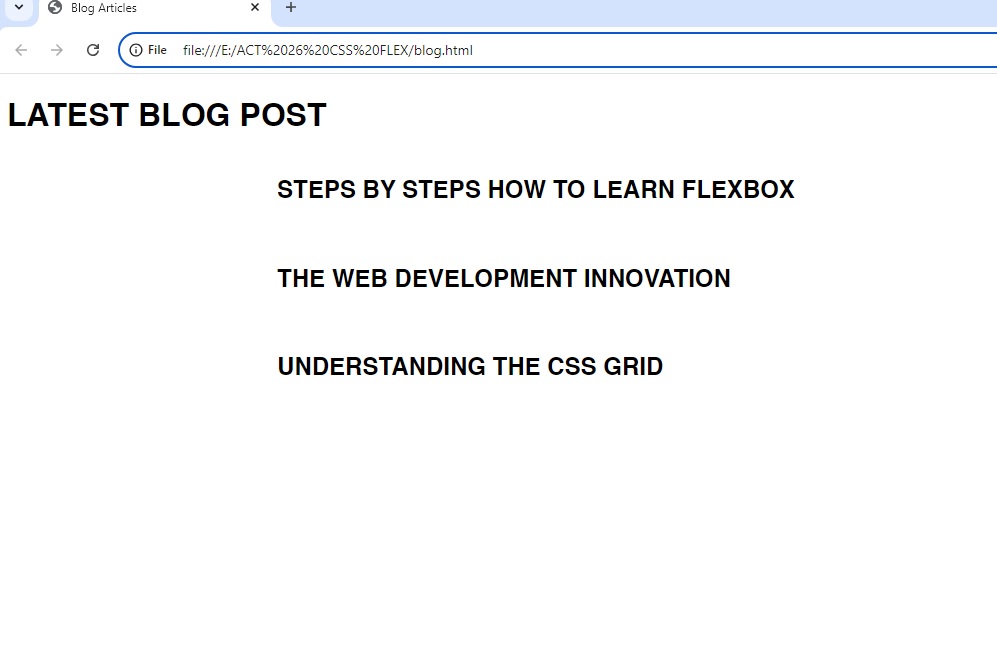 Blog Articles
File file:///E:/ACT%2026%20CSS%20FLEX/blog.html
LATEST BLOG POST
STEPS BY STEPS HOW TO LEARN FLEXBOX
THE WEB DEVELOPMENT INNOVATION
UNDERSTANDING THE CSS GRID